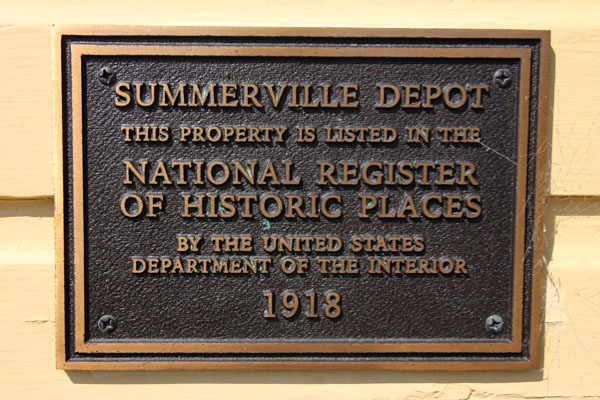 SUMMERVILLE DEPOT
THIS PROPERTY IS LISTED IN THE
NATIONAL REGISTER
OF HISTORIC PLACES
BY THE UNITED STATES
DEPARTMENT OF THE INTERIOR
1918